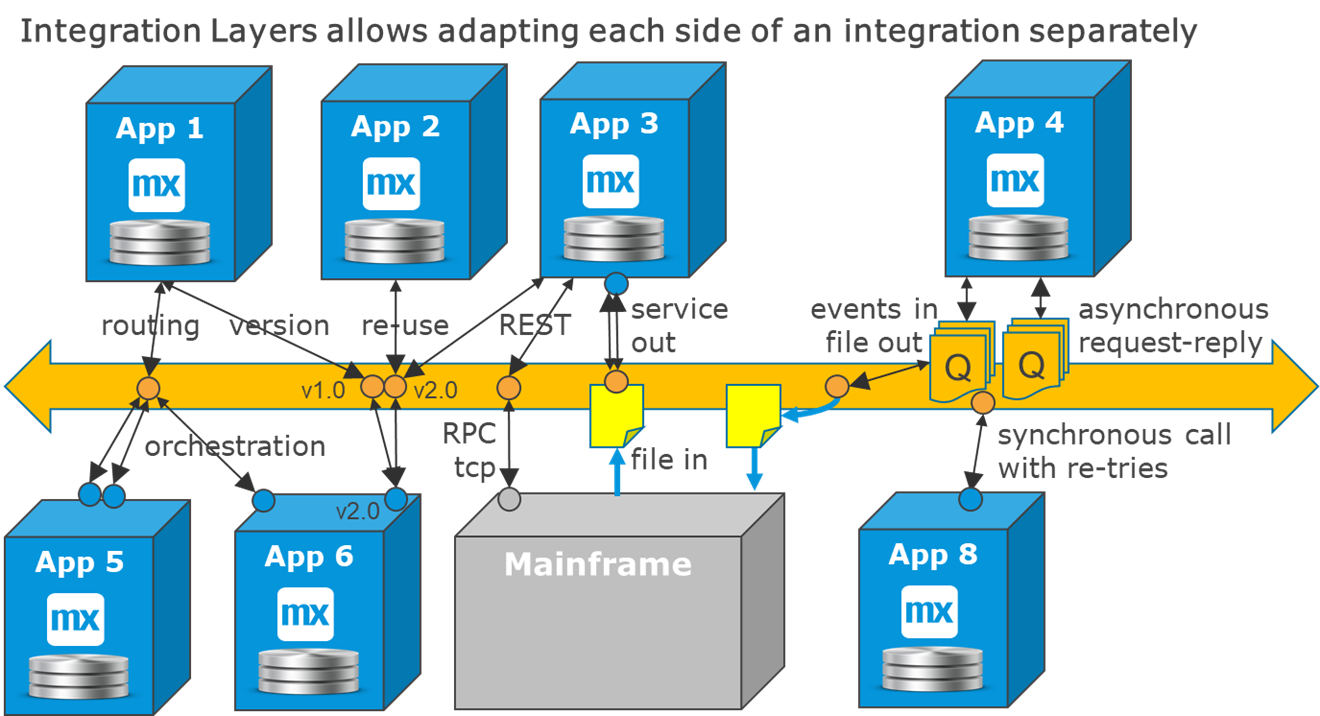 Integration Layers allows adapting each side of an integration separately
App 1
mx
App 2
mx
App 3
mx
App 4
mx
routing
version
re-use
REST
service
out
events in
file out
asynchronous
request-reply
v1.0
v2.0
Q
Q
orchestration
RPC
tcp
file in
synchronous call
with re-tries
v2.0
App 5
mx
App 6
mx
Mainframe
App 8
mx